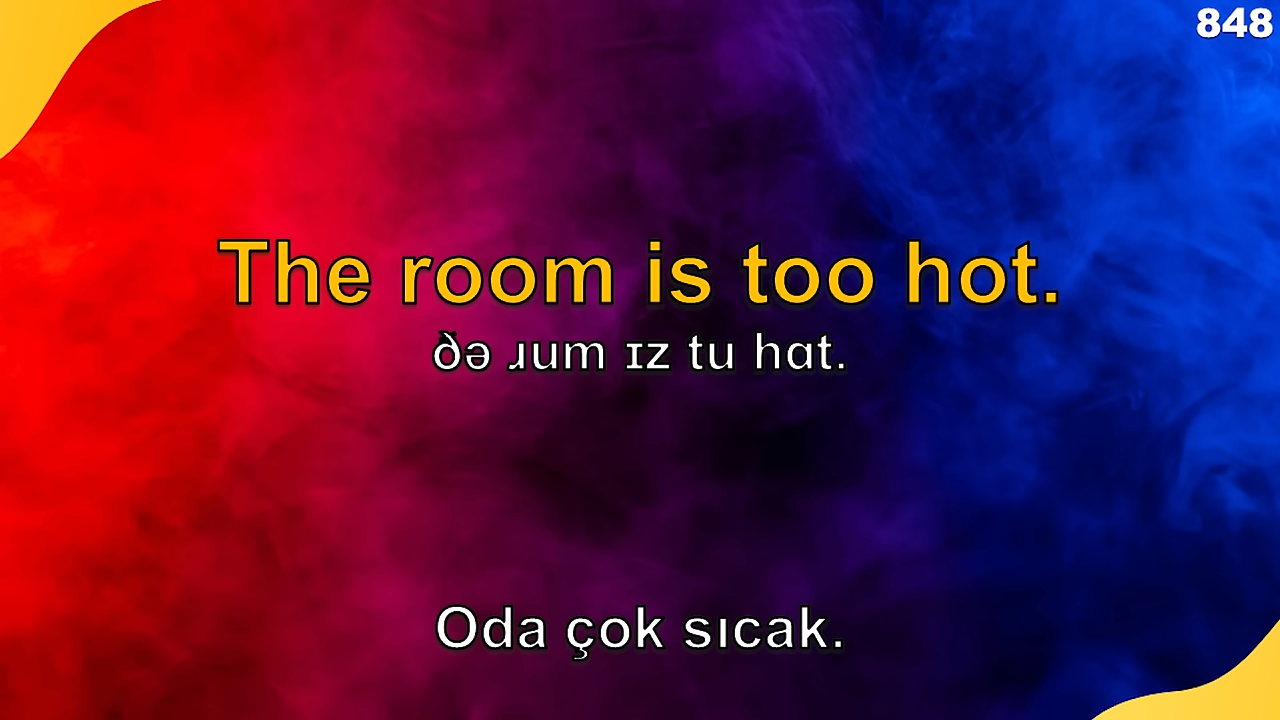 848
The room is too hot.
ðə ɹum ɪz tu hɑt.
Oda çok sıcak.